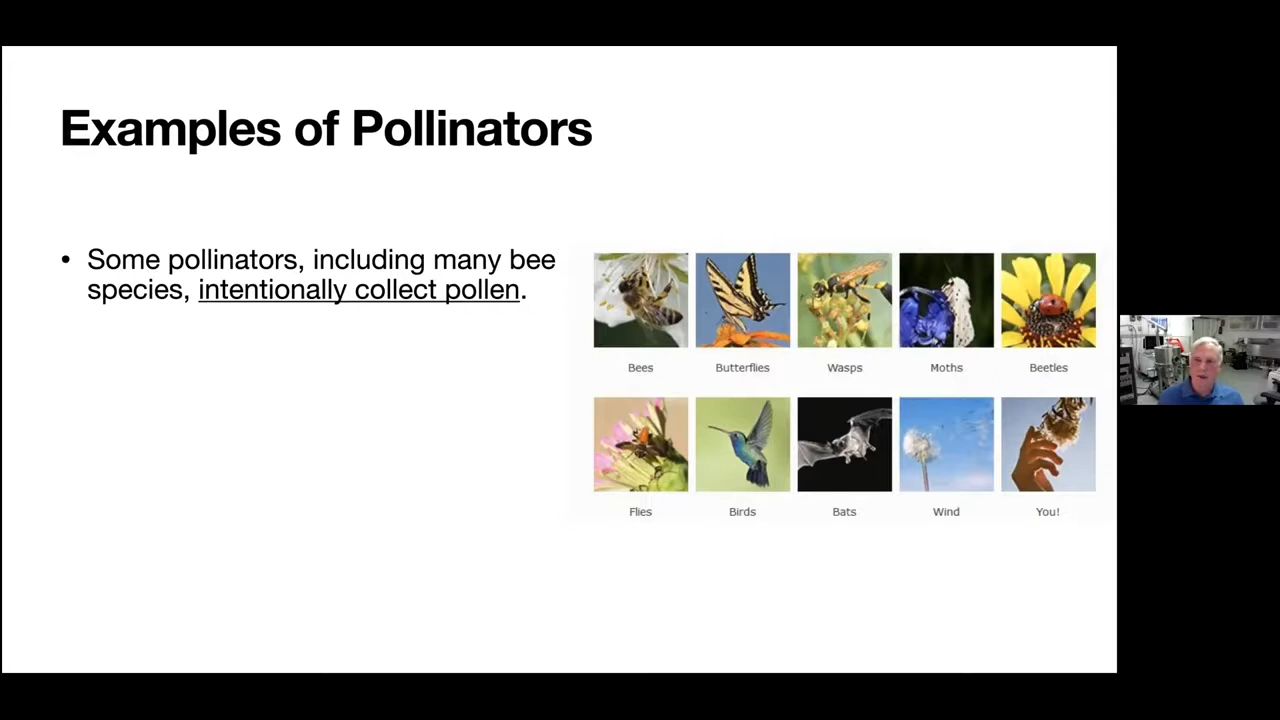 Examples of Pollinators
• Some pollinators, including many bee
species, intentionally collect pollen.
Bees Butterflies Wasps Moths Beetles
Flies Birds Bats Wind You!